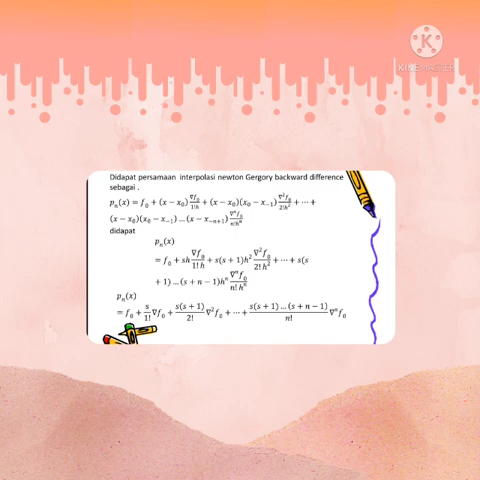 KINEMASTER
Didapat persamaan interpolasi newton Gergory backward difference
sebagai .
pₙ(x) = f₀ + (x − x₀) ∇f₀/1!h + (x − x₀)(x₀ − x₋₁) ∇²f₀/2!h² + ⋯ +
(x − x₀)(x₀ − x₋₁) … (x − x₋ₙ₊₁) ∇ⁿf₀/n!hⁿ
didapat
pₙ(x)
= f₀ + sh ∇f₀/1! h + s(s + 1)h² ∇²f₀/2! h² + ⋯ + s(s
+ 1) … (s + n − 1)hⁿ ∇ⁿf₀/n! hⁿ
pₙ(x)
= f₀ + s/1! ∇f₀ + s(s + 1)/2! ∇²f₀ + ⋯ + s(s + 1) … (s + n − 1)/n! ∇ⁿf₀